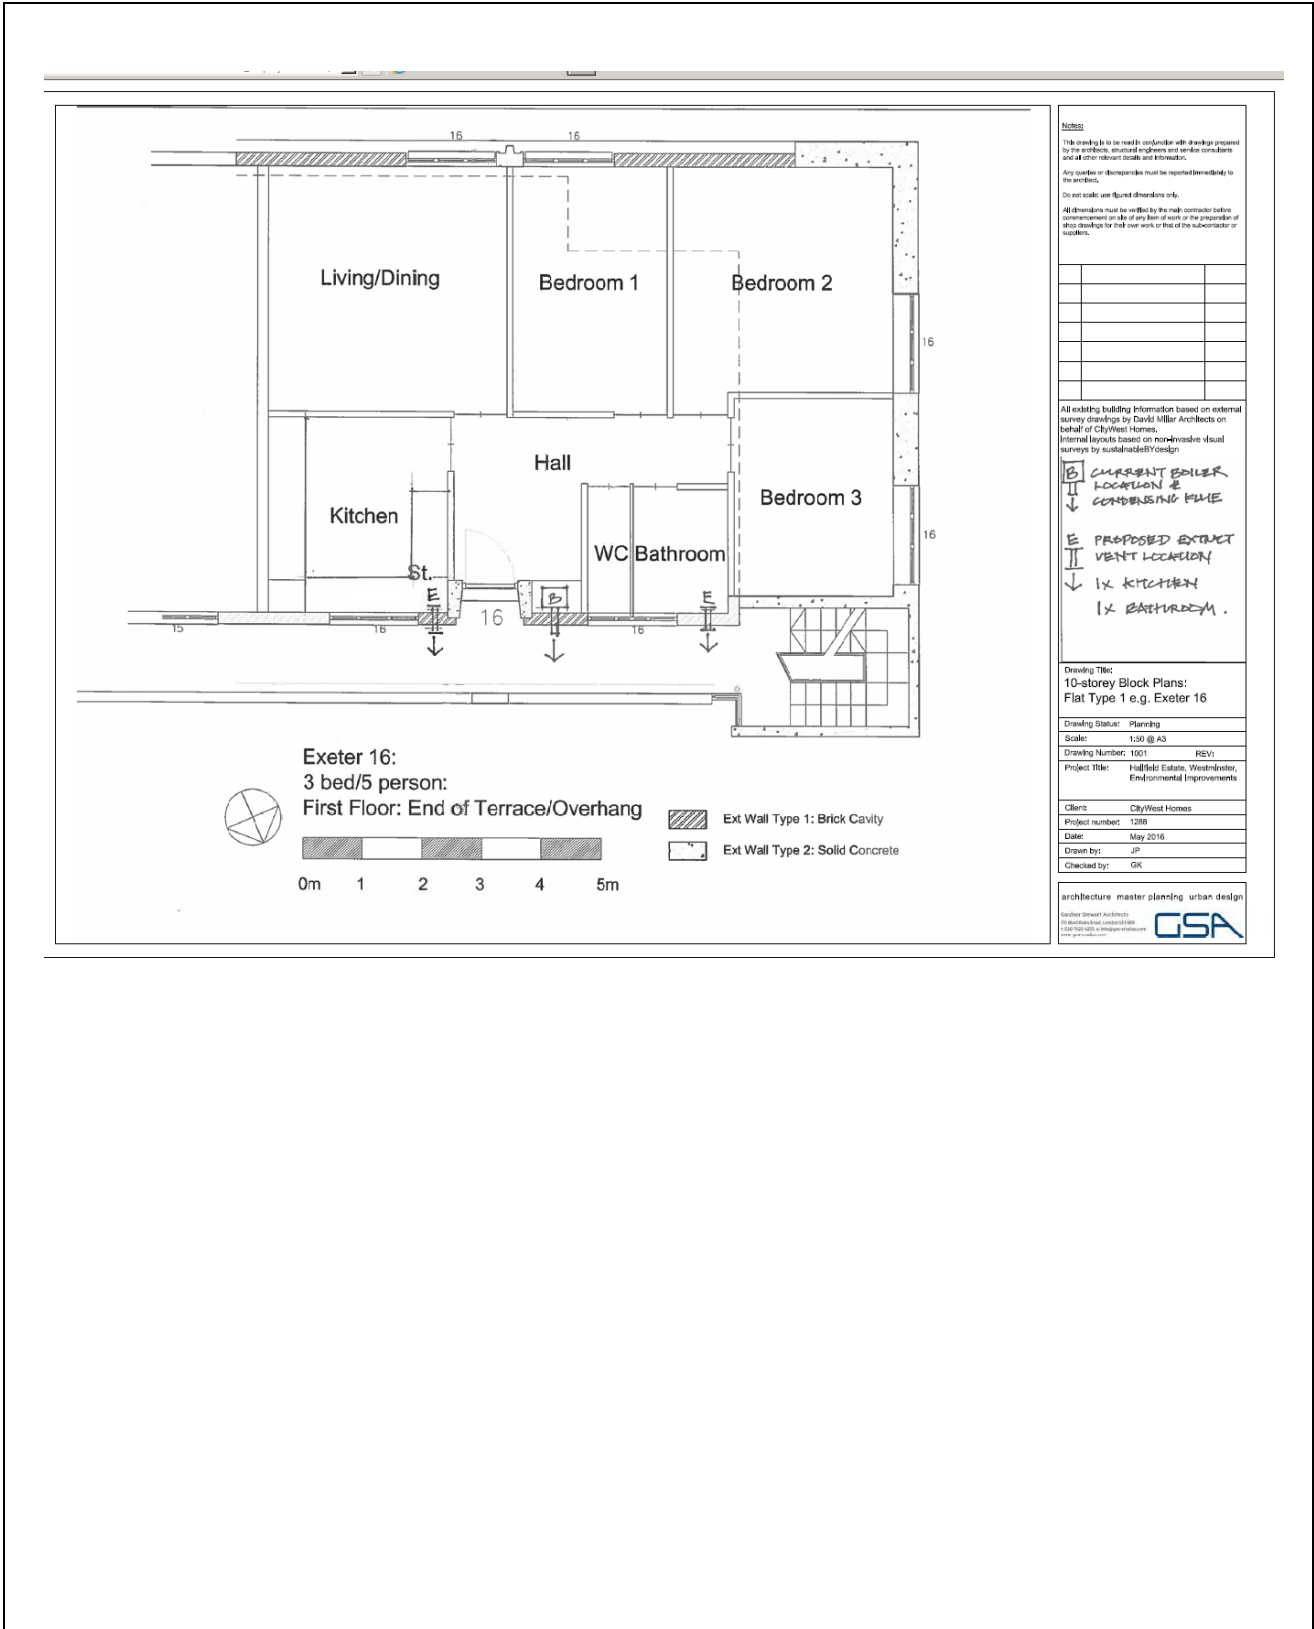 16
16
Living/Dining
Bedroom 1
Bedroom 2
16
Hall
Kitchen
Bedroom 3
WC
Bathroom
16
St.
E
B
E
15
16
16
16
Exeter 16:
3 bed/5 person:
First Floor: End of Terrace/Overhang
Ext Wall Type 1: Brick Cavity
Ext Wall Type 2: Solid Concrete
0m 1 2 3 4 5m
Notes:
This drawing is to be read in conjunction with drawings prepared
by the architects, structural engineers and service consultants
and all other relevant details and information.
Any queries or discrepancies must be reported immediately to
the architect.
Do not scale: use figured dimensions only.
All dimensions must be verified by the main contractor before
commencement on site of any item of work or the preparation of
shop drawings for their own work or that of the sub-contactor or
suppliers.
All existing building information based on external
survey drawings by David Miller Architects on
behalf of CityWest Homes.
Internal layouts based on non-invasive visual
surveys by sustainableBYdesign
B CURRENT BOILER
LOCATION &
CONDENSING FLUE
E PROPOSED EXTRACT
VENT LOCATION
1X KITCHEN
1X BATHROOM.
Drawing Title:
10-storey Block Plans:
Flat Type 1 e.g. Exeter 16
Drawing Status: Planning
Scale: 1:50 @ A3
Drawing Number: 1001 REV:
Project Title: Hallfield Estate, Westminster,
Environmental Improvements
Client: CityWest Homes
Project number: 1288
Date: May 2016
Drawn by: JP
Checked by: GK
architecture master planning urban design
Gardner Stewart Architects
GSA